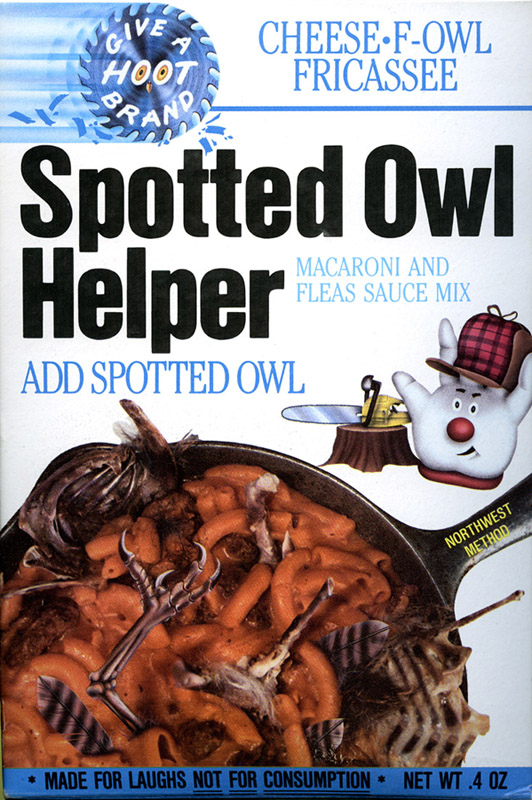 GIVE A
HOOT
BRAND
CHEESE•F-OWL
FRICASSEE
Spotted Owl
Helper
MACARONI AND
FLEAS SAUCE MIX
ADD SPOTTED OWL
NORTHWEST
METHOD
* MADE FOR LAUGHS NOT FOR CONSUMPTION * NET WT .4 OZ